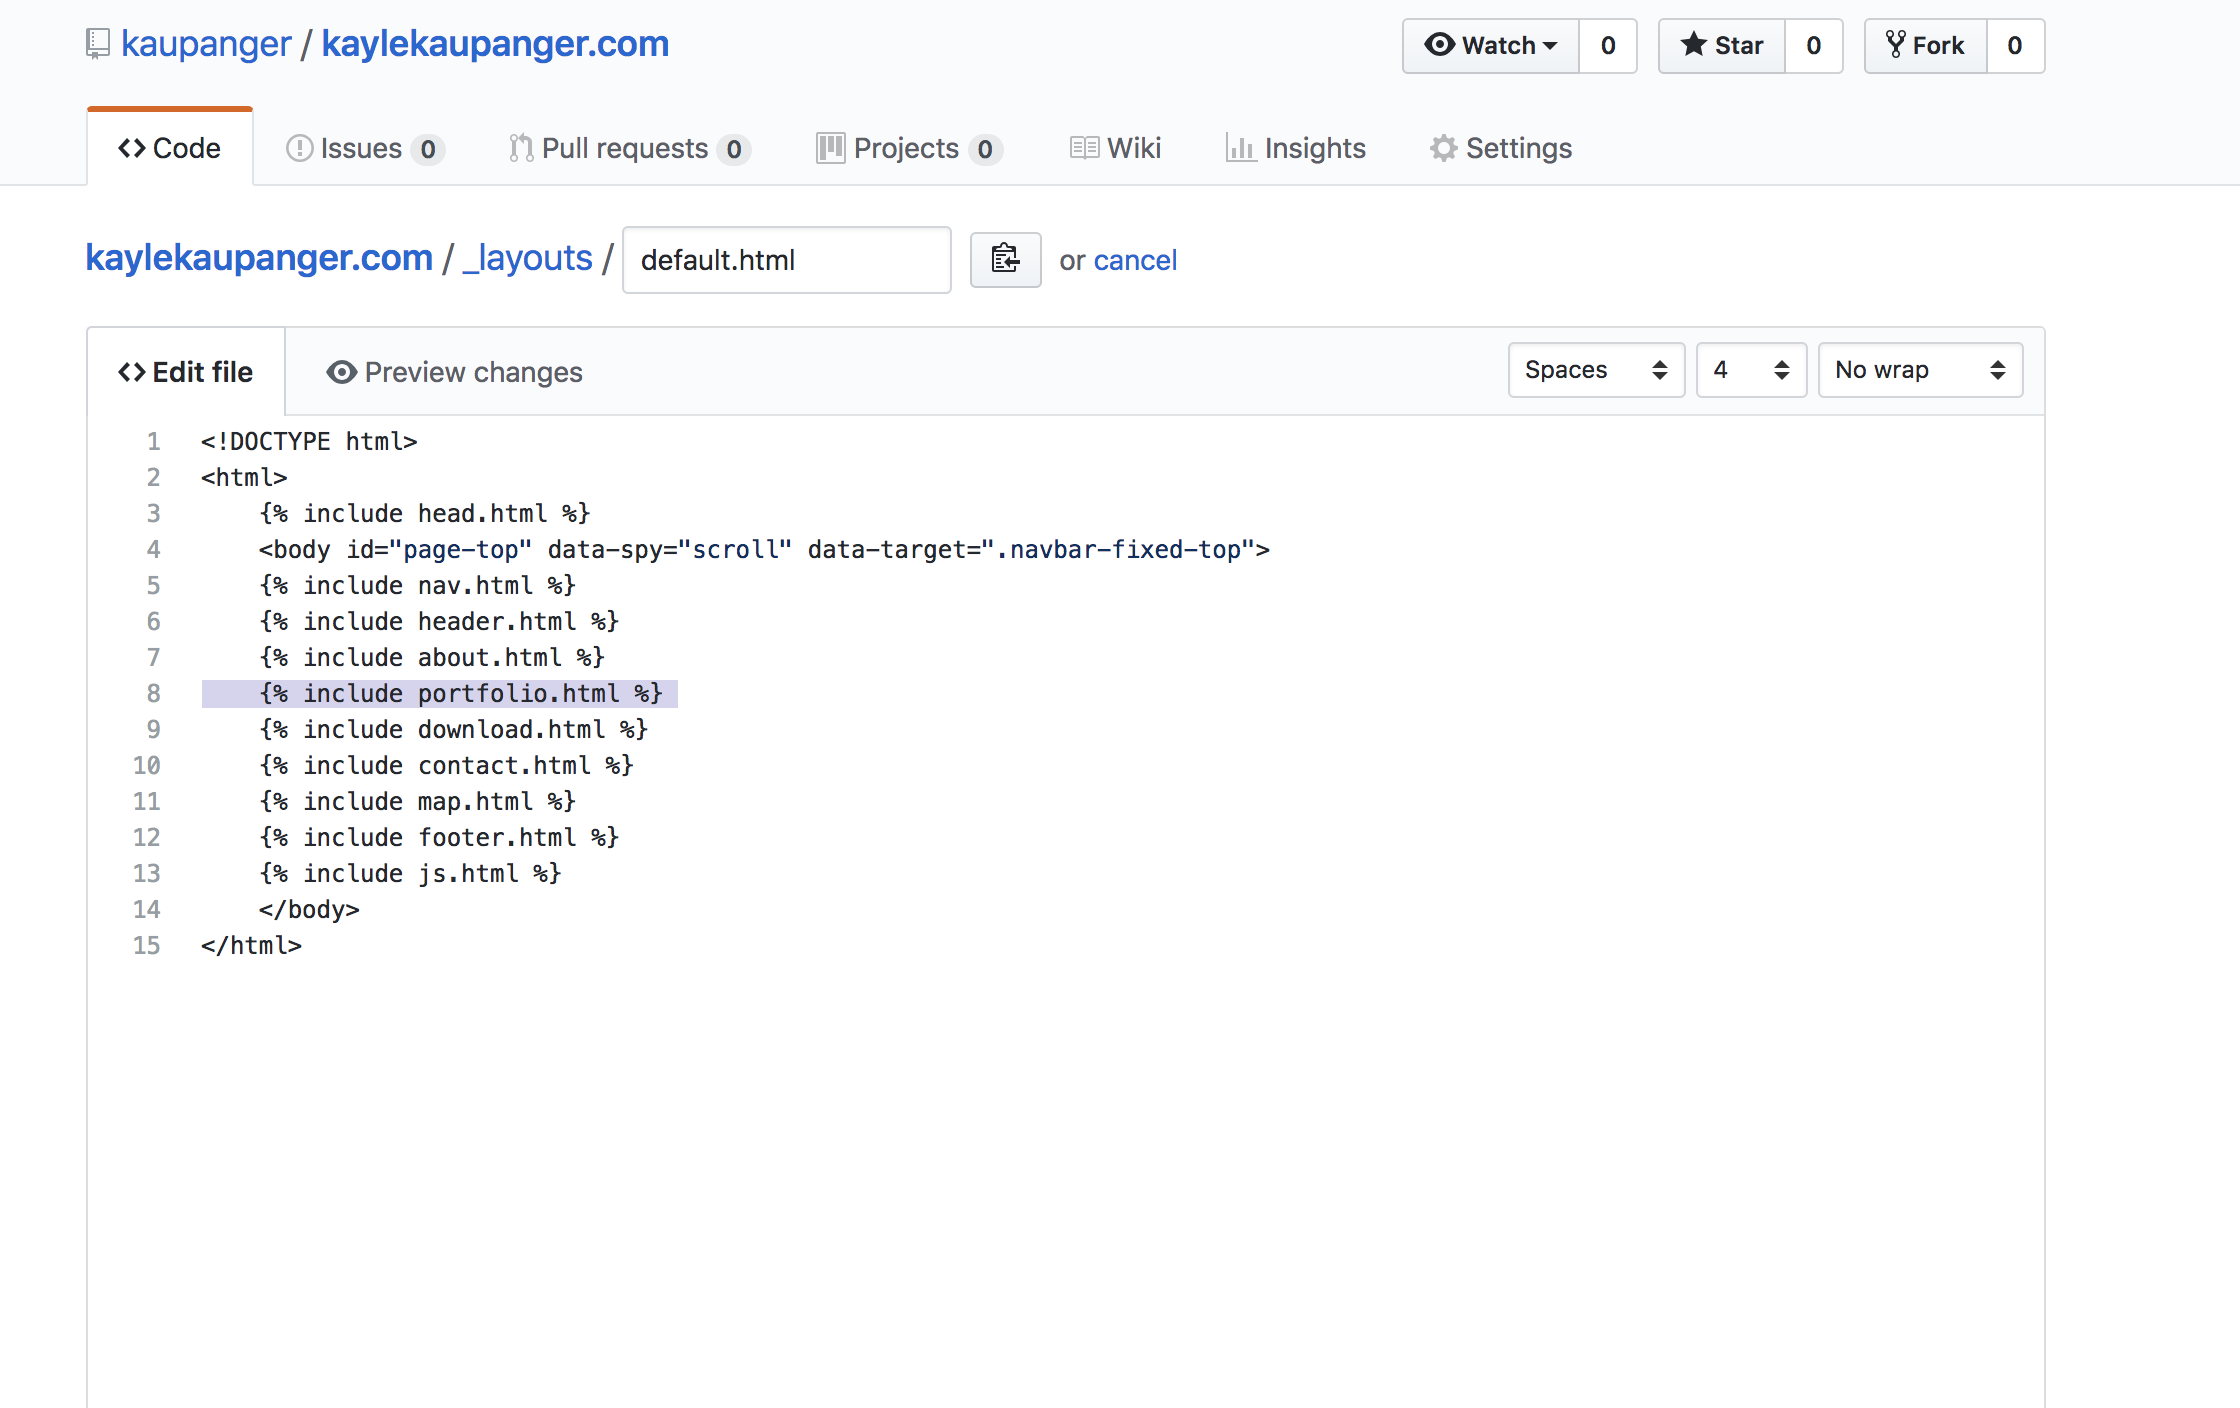 kaupanger / kaylekaupanger.com
Watch 0 Star 0 Fork 0
Code Issues 0 Pull requests 0 Projects 0 Wiki Insights Settings
kaylekaupanger.com / _layouts / default.html or cancel
Edit file Preview changes Spaces 4 No wrap
1 <!DOCTYPE html>
2 <html>
3     {% include head.html %}
4     <body id="page-top" data-spy="scroll" data-target=".navbar-fixed-top">
5     {% include nav.html %}
6     {% include header.html %}
7     {% include about.html %}
8     {% include portfolio.html %}
9     {% include download.html %}
10     {% include contact.html %}
11     {% include map.html %}
12     {% include footer.html %}
13     {% include js.html %}
14     </body>
15 </html>